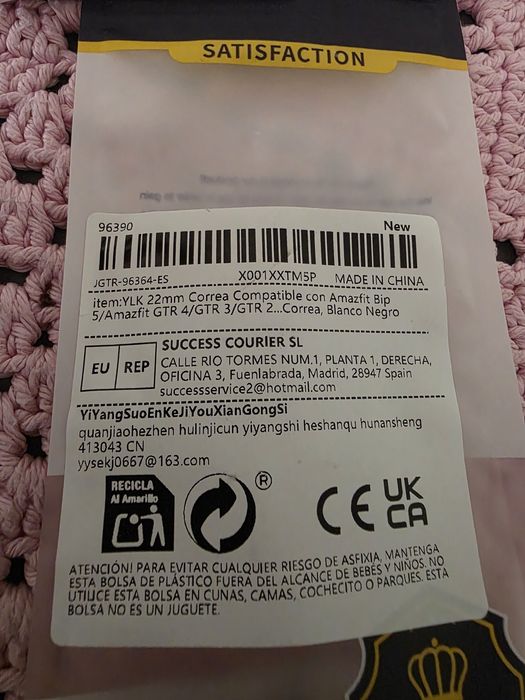 SATISFACTION
96390
New
JGTR-96364-ES X001XXTM5P MADE IN CHINA
item:YLK 22mm Correa Compatible con Amazfit Bip
5/Amazfit GTR 4/GTR 3/GTR 2...Correa, Blanco Negro
EU REP
SUCCESS COURIER SL
CALLE RIO TORMES NUM.1, PLANTA 1, DERECHA,
OFICINA 3, Fuenlabrada, Madrid, 28947 Spain
successservice2@hotmail.com
YiYangSuoEnKeJiYouXianGongSi
quanjiaohezhen hulinjicun yiyangshi heshanqu hunansheng
413043 CN
yysekj0667@163.com
RECICLA
Al Amarillo
®
CE
UK
CA
ATENCIÓN! PARA EVITAR CUALQUIER RIESGO DE ASFIXIA, MANTENGA
ESTA BOLSA DE PLÁSTICO FUERA DEL ALCANCE DE BEBÉS Y NIÑOS. NO
UTILICE ESTA BOLSA EN CUNAS, CAMAS, COCHECITO O PARQUES. ESTA
BOLSA NO ES UN JUGUETE.